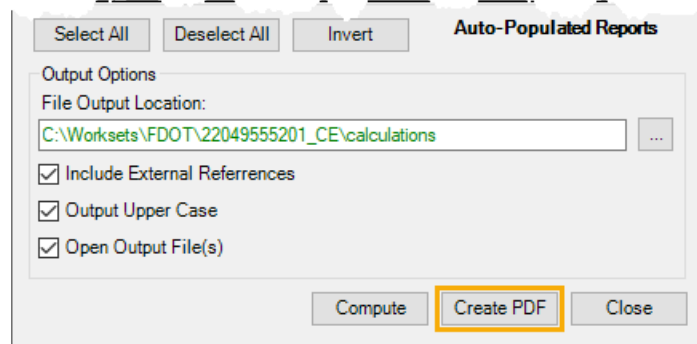 Select All Deselect All Invert Auto-Populated Reports
Output Options
File Output Location:
C:\Worksets\FDOT\22049555201_CE\calculations ...
Include External Referrences
Output Upper Case
Open Output File(s)
Compute Create PDF Close